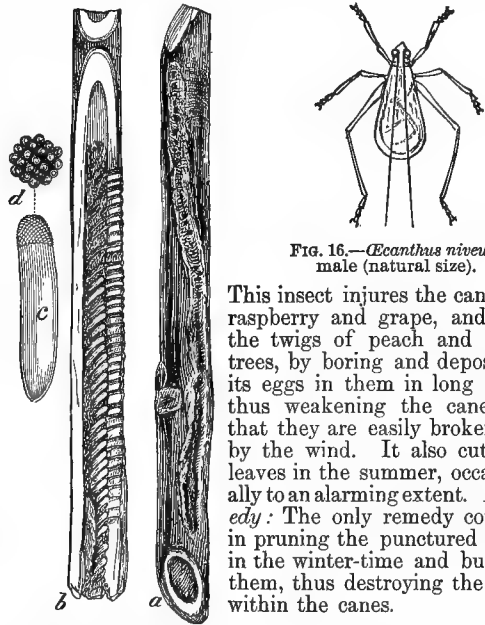 d
c
b
a
FIG. 16.—Œcanthus niveu
male (natural size).
This insect injures the can
raspberry and grape, and
the twigs of peach and
trees, by boring and depos
its eggs in them in long
thus weakening the cane
that they are easily broke
by the wind. It also cut
leaves in the summer, occa
ally to an alarming extent.
edy: The only remedy co
in pruning the punctured
in the winter-time and bu
them, thus destroying the
within the canes.